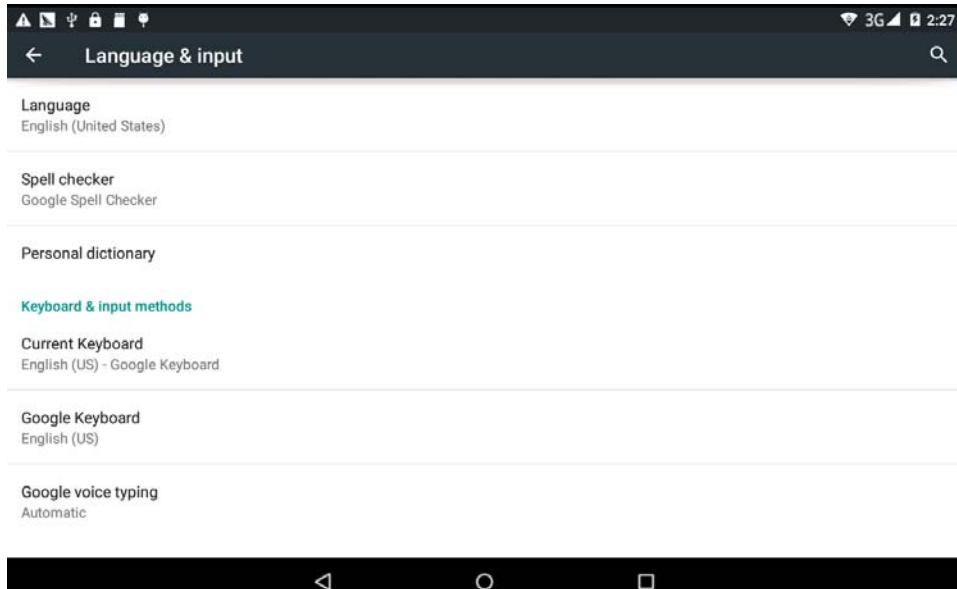 3G 2:27
Language & input
Language
English (United States)
Spell checker
Google Spell Checker
Personal dictionary
Keyboard & input methods
Current Keyboard
English (US) - Google Keyboard
Google Keyboard
English (US)
Google voice typing
Automatic